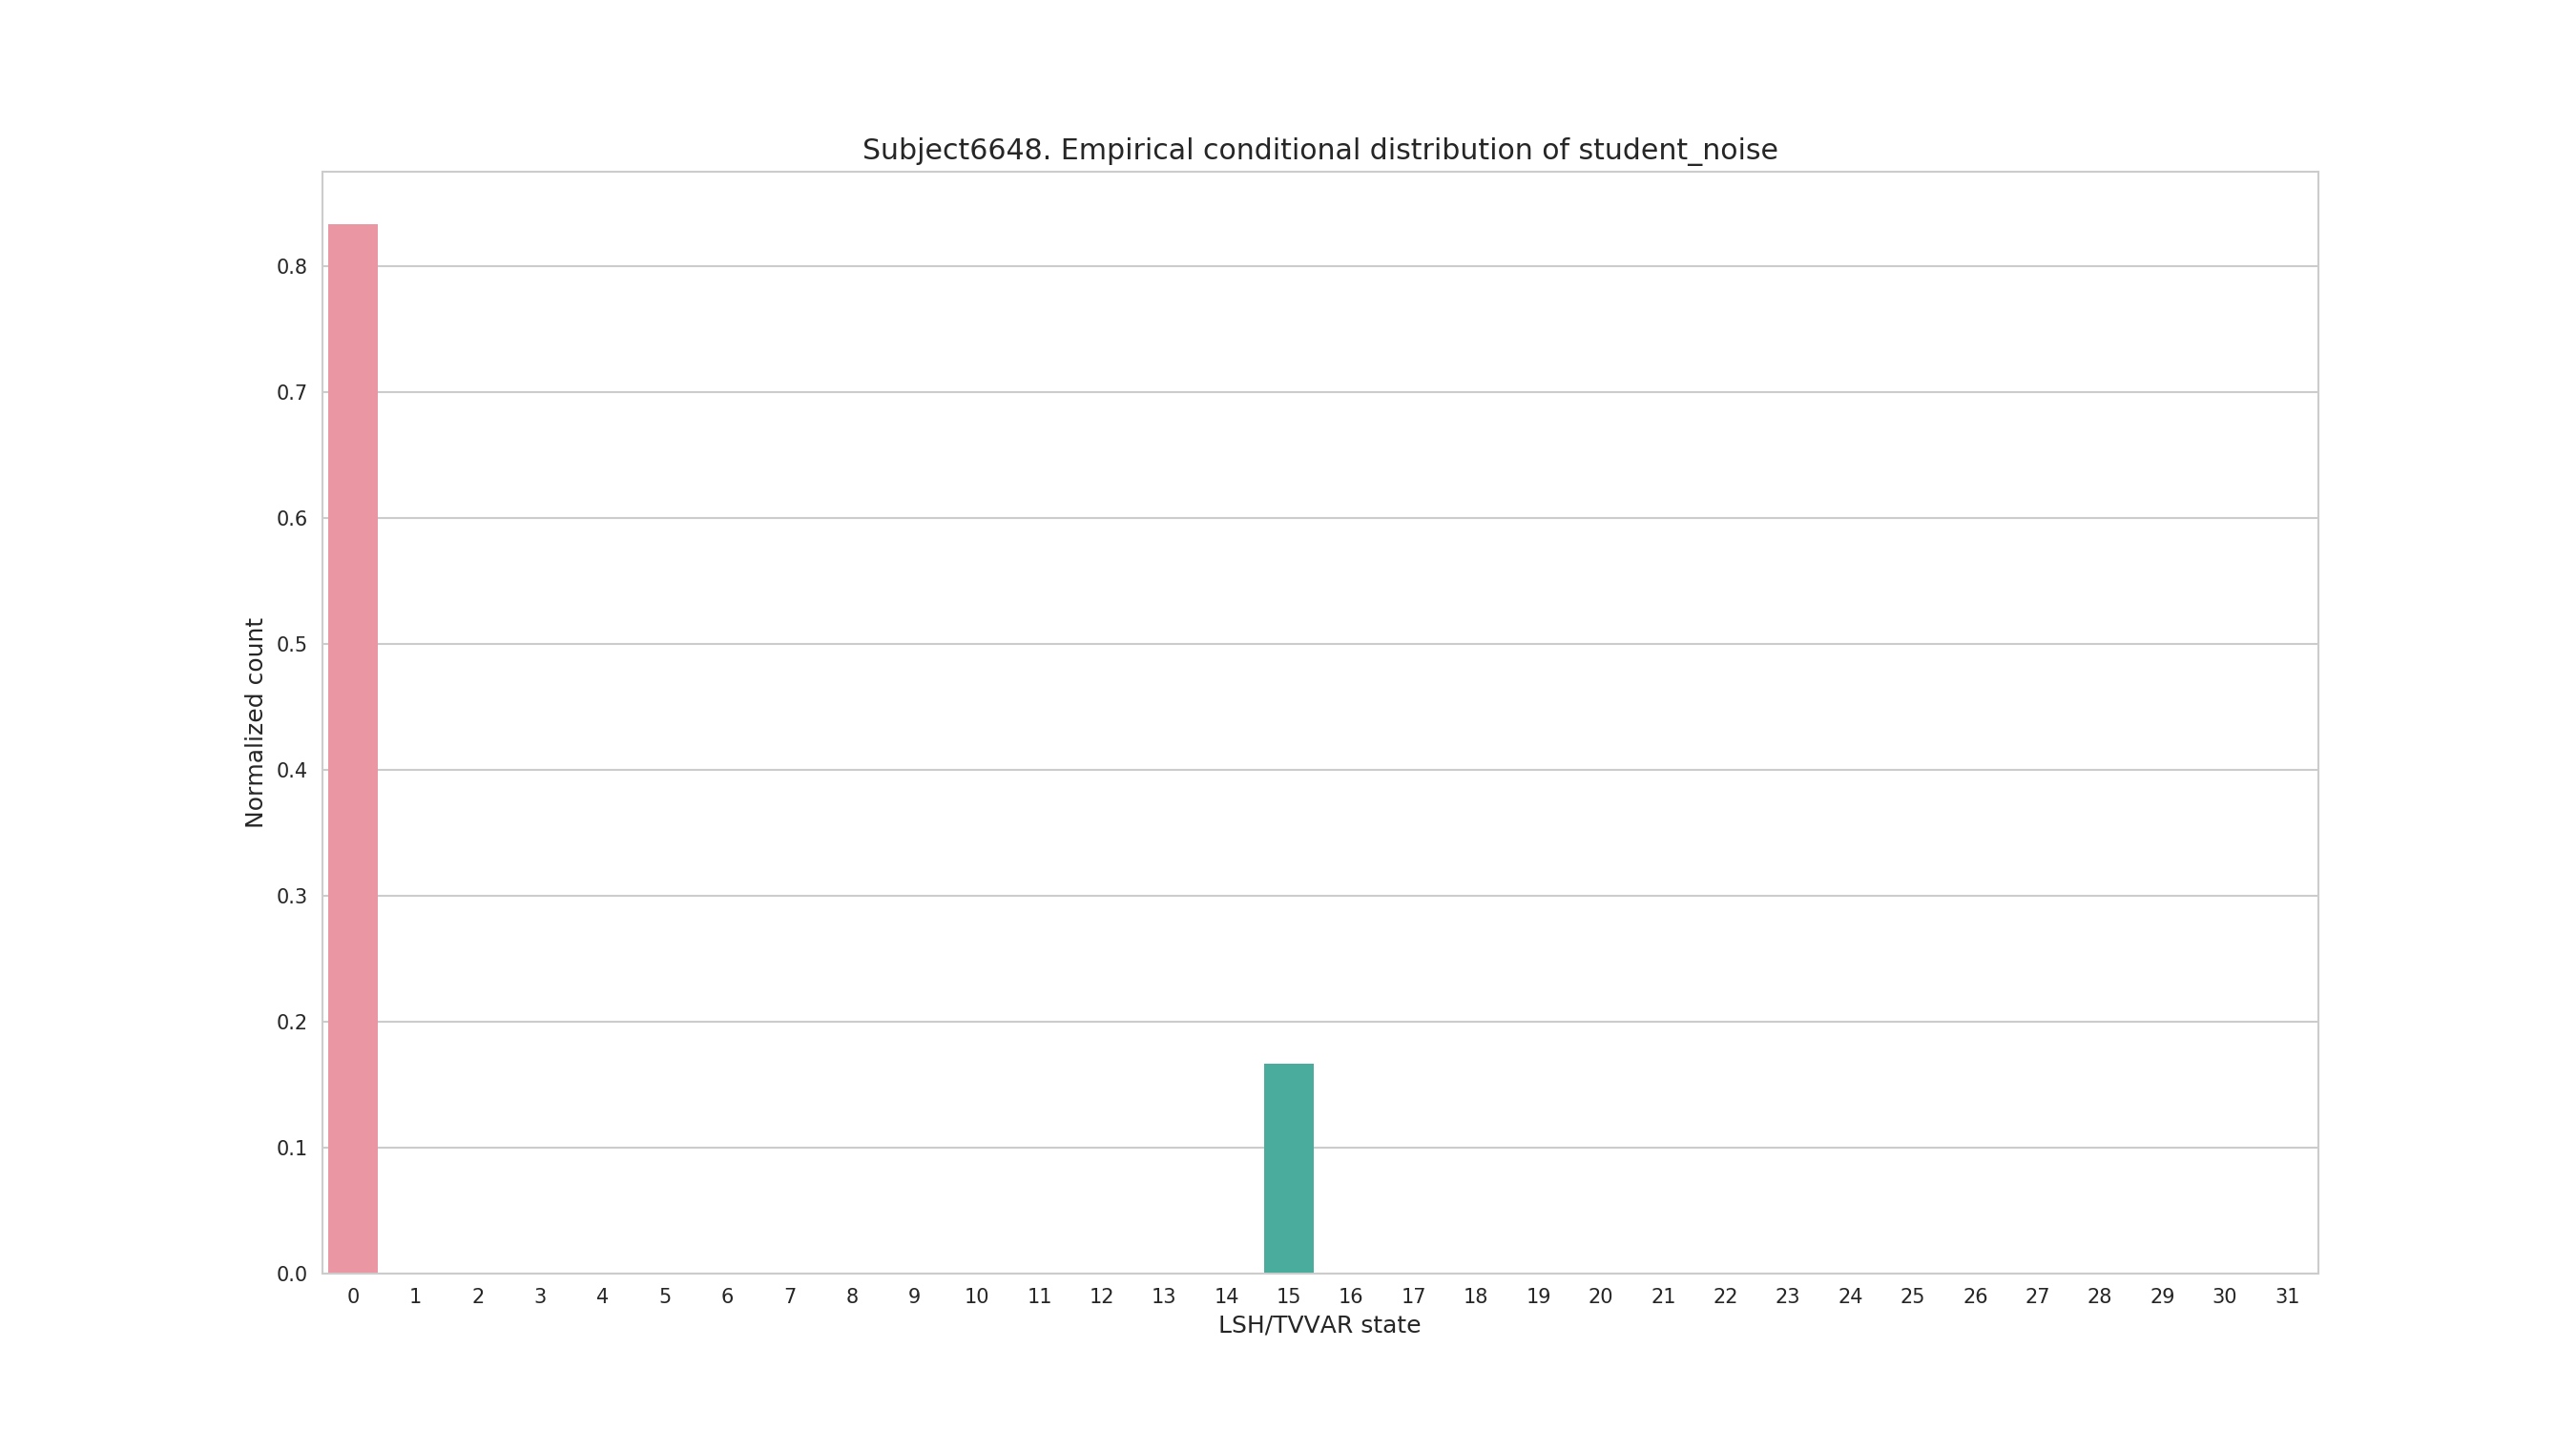 Subject6648. Empirical conditional distribution of student_noise
Normalized count
0.8
0.7
0.6
0.5
0.4
0.3
0.2
0.1
0.0
0 1 2 3 4 5 6 7 8 9 10 11 12 13 14 15 16 17 18 19 20 21 22 23 24 25 26 27 28 29 30 31
LSH/TVVAR state